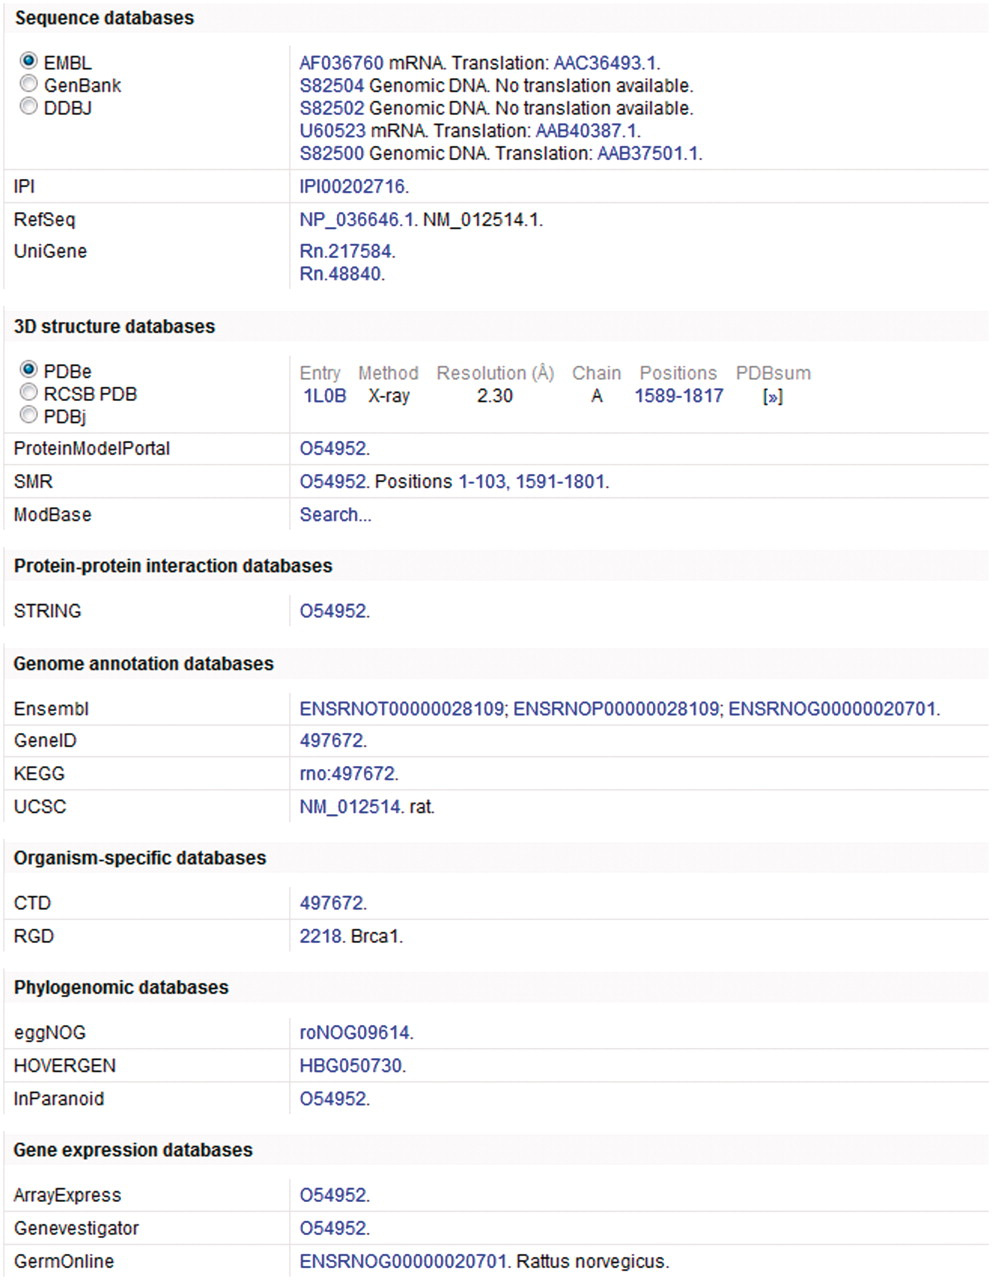 Sequence databases
EMBL AF036760 mRNA. Translation: AAC36493.1.
GenBank S82504 Genomic DNA. No translation available.
DDBJ S82502 Genomic DNA. No translation available.
U60523 mRNA. Translation: AAB40387.1.
S82500 Genomic DNA. Translation: AAB37501.1.
IPI IPI00202716.
RefSeq NP_036646.1. NM_012514.1.
UniGene Rn.217584.
Rn.48840.
3D structure databases
PDBe Entry Method Resolution (Å) Chain Positions PDBsum
RCSB PDB 1L0B X-ray 2.30 A 1589-1817 [»]
PDBj
ProteinModelPortal O54952.
SMR O54952. Positions 1-103, 1591-1801.
ModBase Search...
Protein-protein interaction databases
STRING O54952.
Genome annotation databases
Ensembl ENSRNOT00000028109; ENSRNOP00000028109; ENSRNOG00000020701.
GeneID 497672.
KEGG rno:497672.
UCSC NM_012514. rat.
Organism-specific databases
CTD 497672.
RGD 2218. Brca1.
Phylogenomic databases
eggNOG roNOG09614.
HOVERGEN HBG050730.
InParanoid O54952.
Gene expression databases
ArrayExpress O54952.
Genevestigator O54952.
GermOnline ENSRNOG00000020701. Rattus norvegicus.